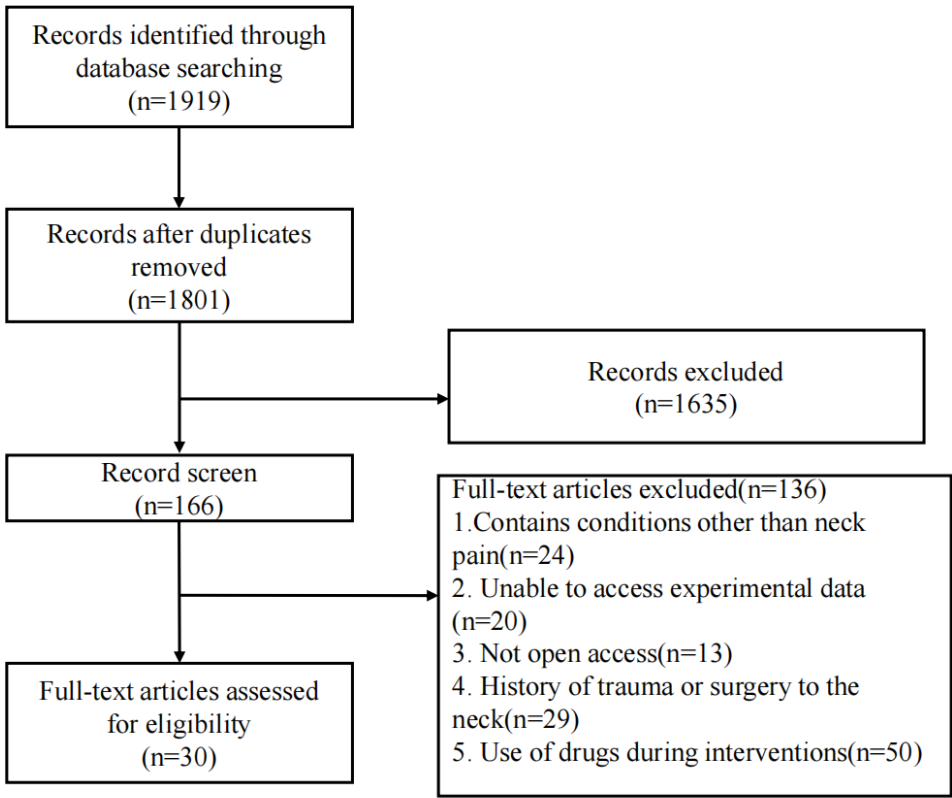 Records identified through
database searching
(n=1919)
Records after duplicates
removed
(n=1801)
Records excluded
(n=1635)
Record screen
(n=166)
Full-text articles excluded(n=136)
1.Contains conditions other than neck
pain(n=24)
2. Unable to access experimental data
(n=20)
3. Not open access(n=13)
4. History of trauma or surgery to the
neck(n=29)
5. Use of drugs during interventions(n=50)
Full-text articles assessed
for eligibility
(n=30)